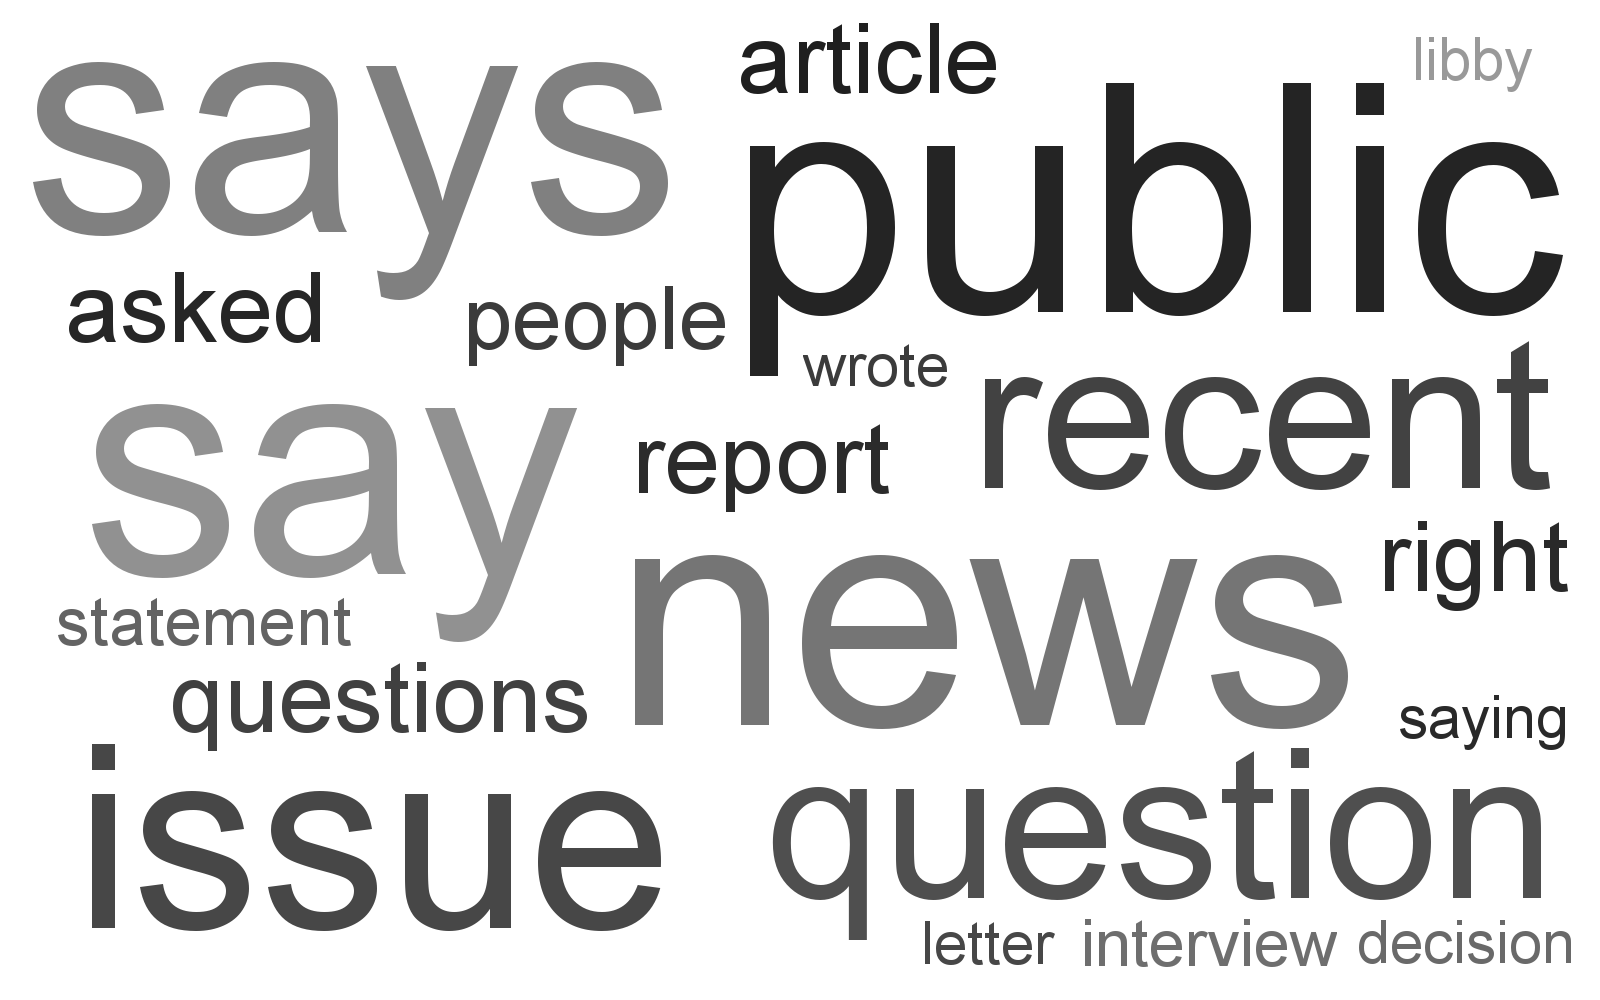 says
article
libby
public
asked
people
wrote
recent
say
report
right
news
statement
questions
saying
issue
question
letter
interview
decision